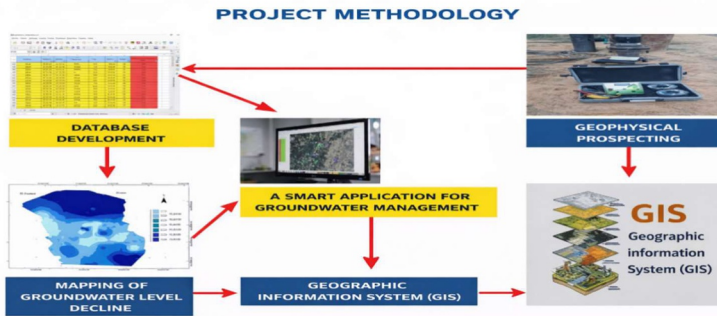 PROJECT METHODOLOGY
DATABASE
DEVELOPMENT
GEOPHYSICAL
PROSPECTING
A SMART APPLICATION FOR
GROUNDWATER MANAGEMENT
GIS
Geographic
information
System (GIS)
MAPPING OF
GROUNDWATER LEVEL
DECLINE
GEOGRAPHIC
INFORMATION SYSTEM (GIS)